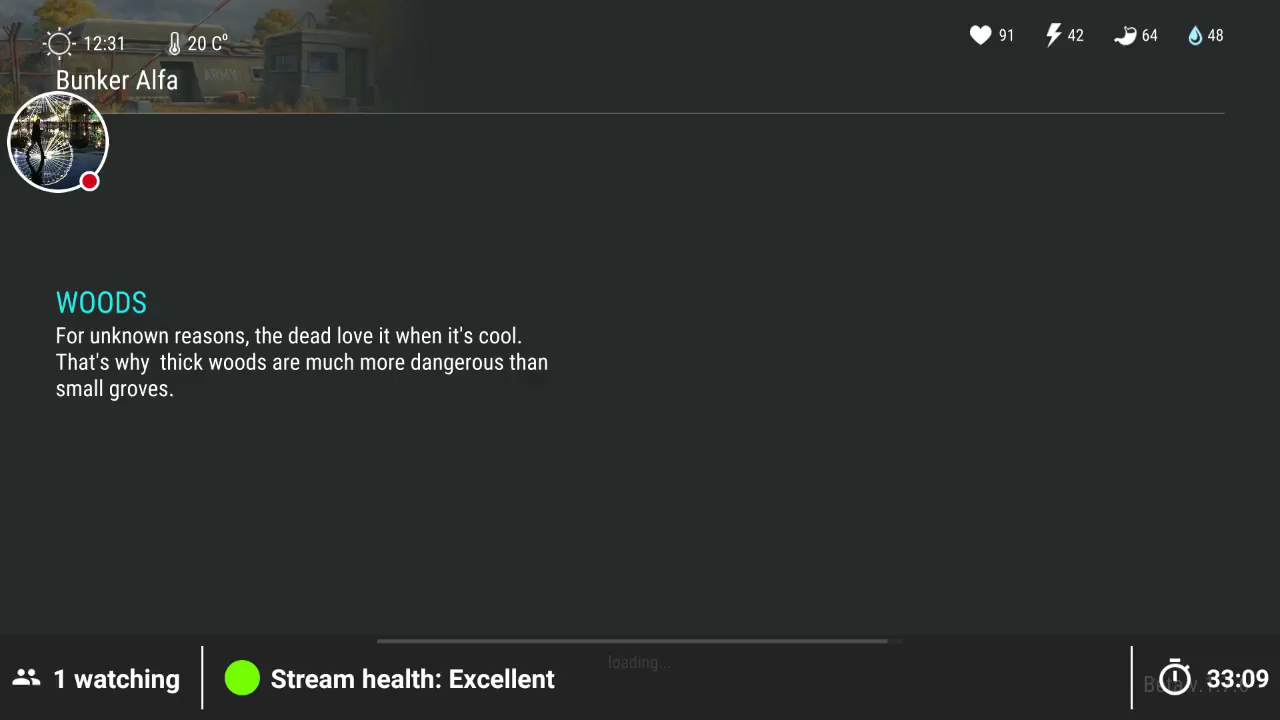 12:31
20 Cº
91
42
64
48
ARMY
Bunker Alfa
WOODS
For unknown reasons, the dead love it when it's cool.
That's why  thick woods are much more dangerous than
small groves.
loading...
1 watching
Stream health: Excellent
33:09